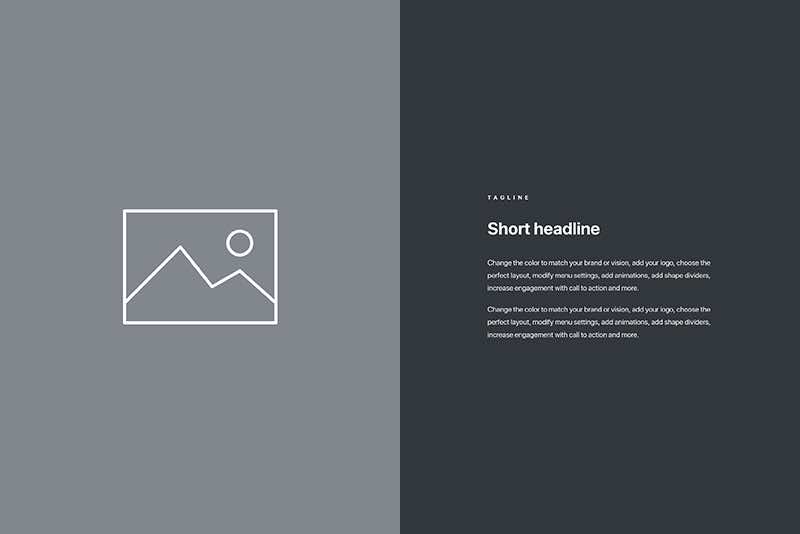 TAGLINE
Short headline
Change the color to match your brand or vision, add your logo, choose the
perfect layout, modify menu settings, add animations, add shape dividers,
increase engagement with call to action and more.
Change the color to match your brand or vision, add your logo, choose the
perfect layout, modify menu settings, add animations, add shape dividers,
increase engagement with call to action and more.